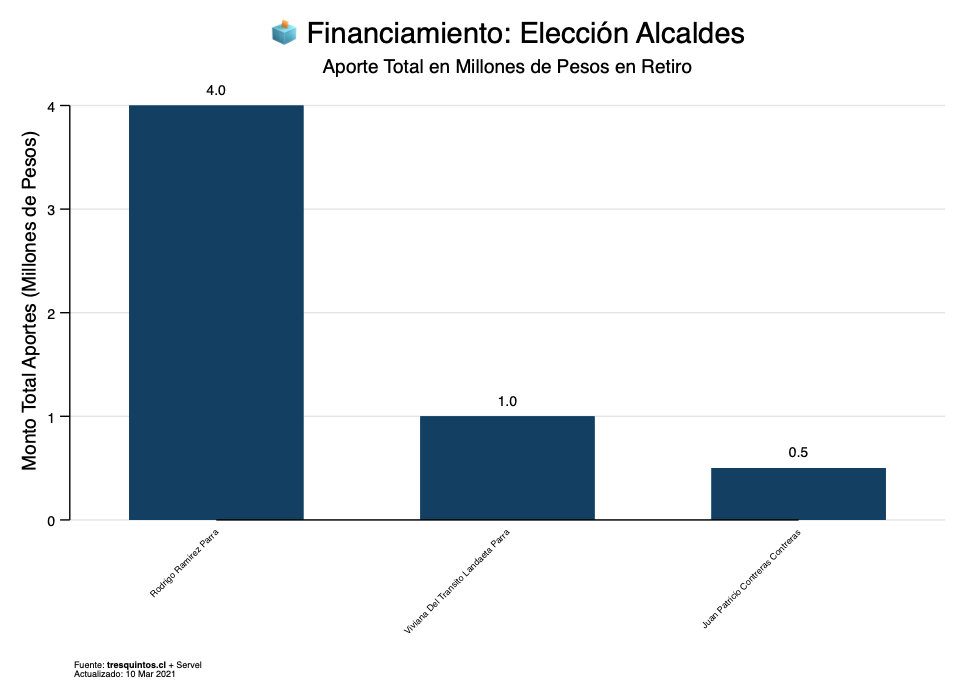 Financiamiento: Elección Alcaldes
Aporte Total en Millones de Pesos en Retiro
Monto Total Aportes (Millones de Pesos)
4
3
2
1
0
4.0
1.0
0.5
Rodrigo Ramirez Parra
Viviana Del Transito Landaeta Parra
Juan Patricio Contreras Contreras
Fuente: tresquintos.cl + Servel
Actualizado: 10 Mar 2021